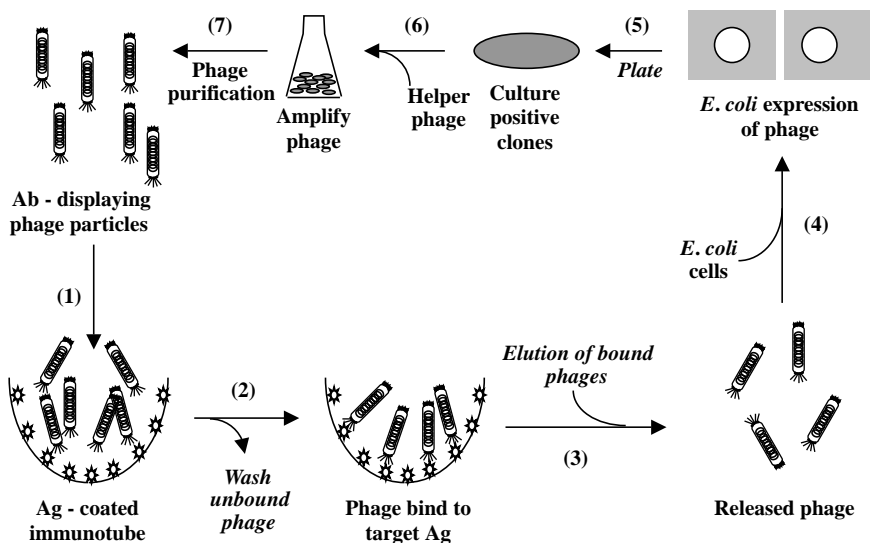 (7)
Phage
purification
Amplify
phage
(6)
Helper
phage
Culture
positive
clones
(5)
Plate
E. coli expression
of phage
Ab - displaying
phage particles
(1)
Ag - coated
immunotube
(2)
Wash
unbound
phage
Phage bind to
target Ag
Elution of bound
phages
(3)
Released phage
E. coli
cells
(4)